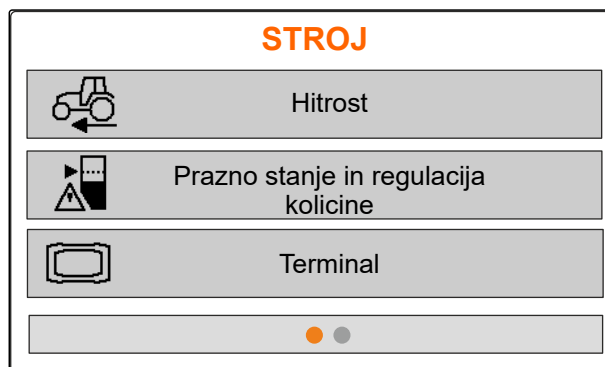 STROJ
Hitrost
Prazno stanje in regulacija
kolicine
Terminal